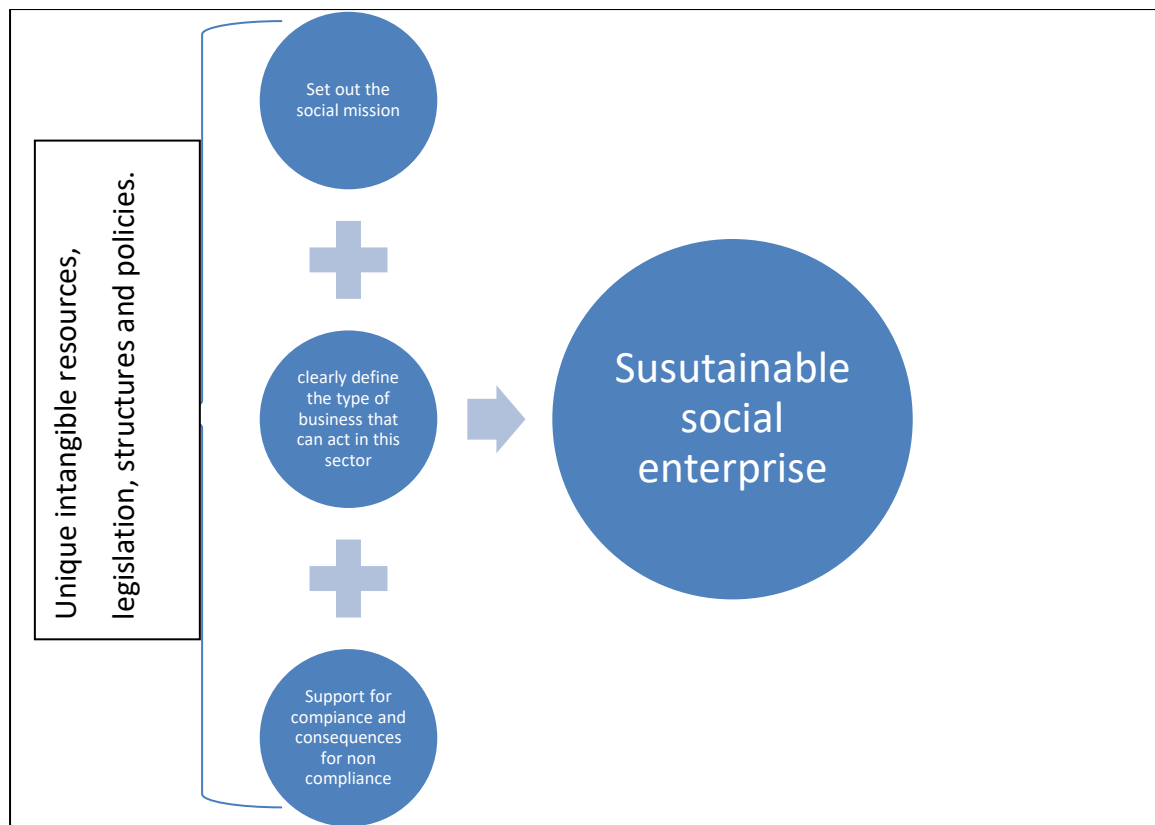 Unique intangible resources,
legislation, structures and policies.
Set out the
social mission
clearly define
the type of
business that
can act in this
sector
Support for
compiance and
consequences
for non
compliance
Susutainable
social
enterprise